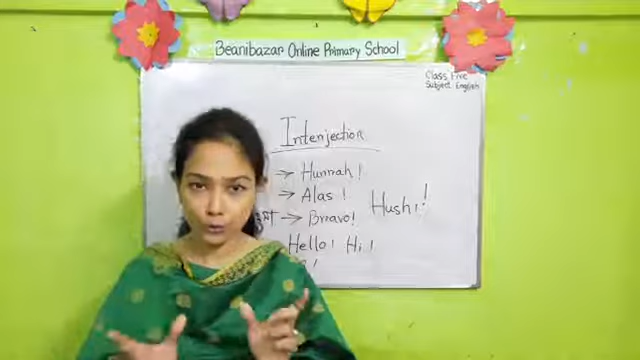 Beanibazar Online Primary School
Class Five
Subject: English
Interjection
→ Hurrah!
→ Alas!
→ Bravo!
Hush!
Hello! Hi!